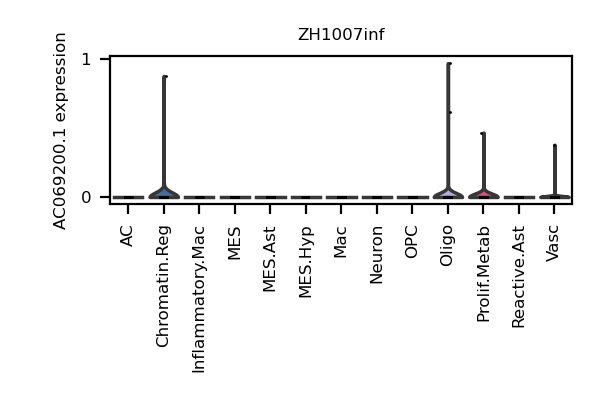 ZH1007inf
AC069200.1 expression
1
0
AC
Chromatin.Reg
Inflammatory.Mac
MES
MES.Ast
MES.Hyp
Mac
Neuron
OPC
Oligo
Prolif.Metab
Reactive.Ast
Vasc